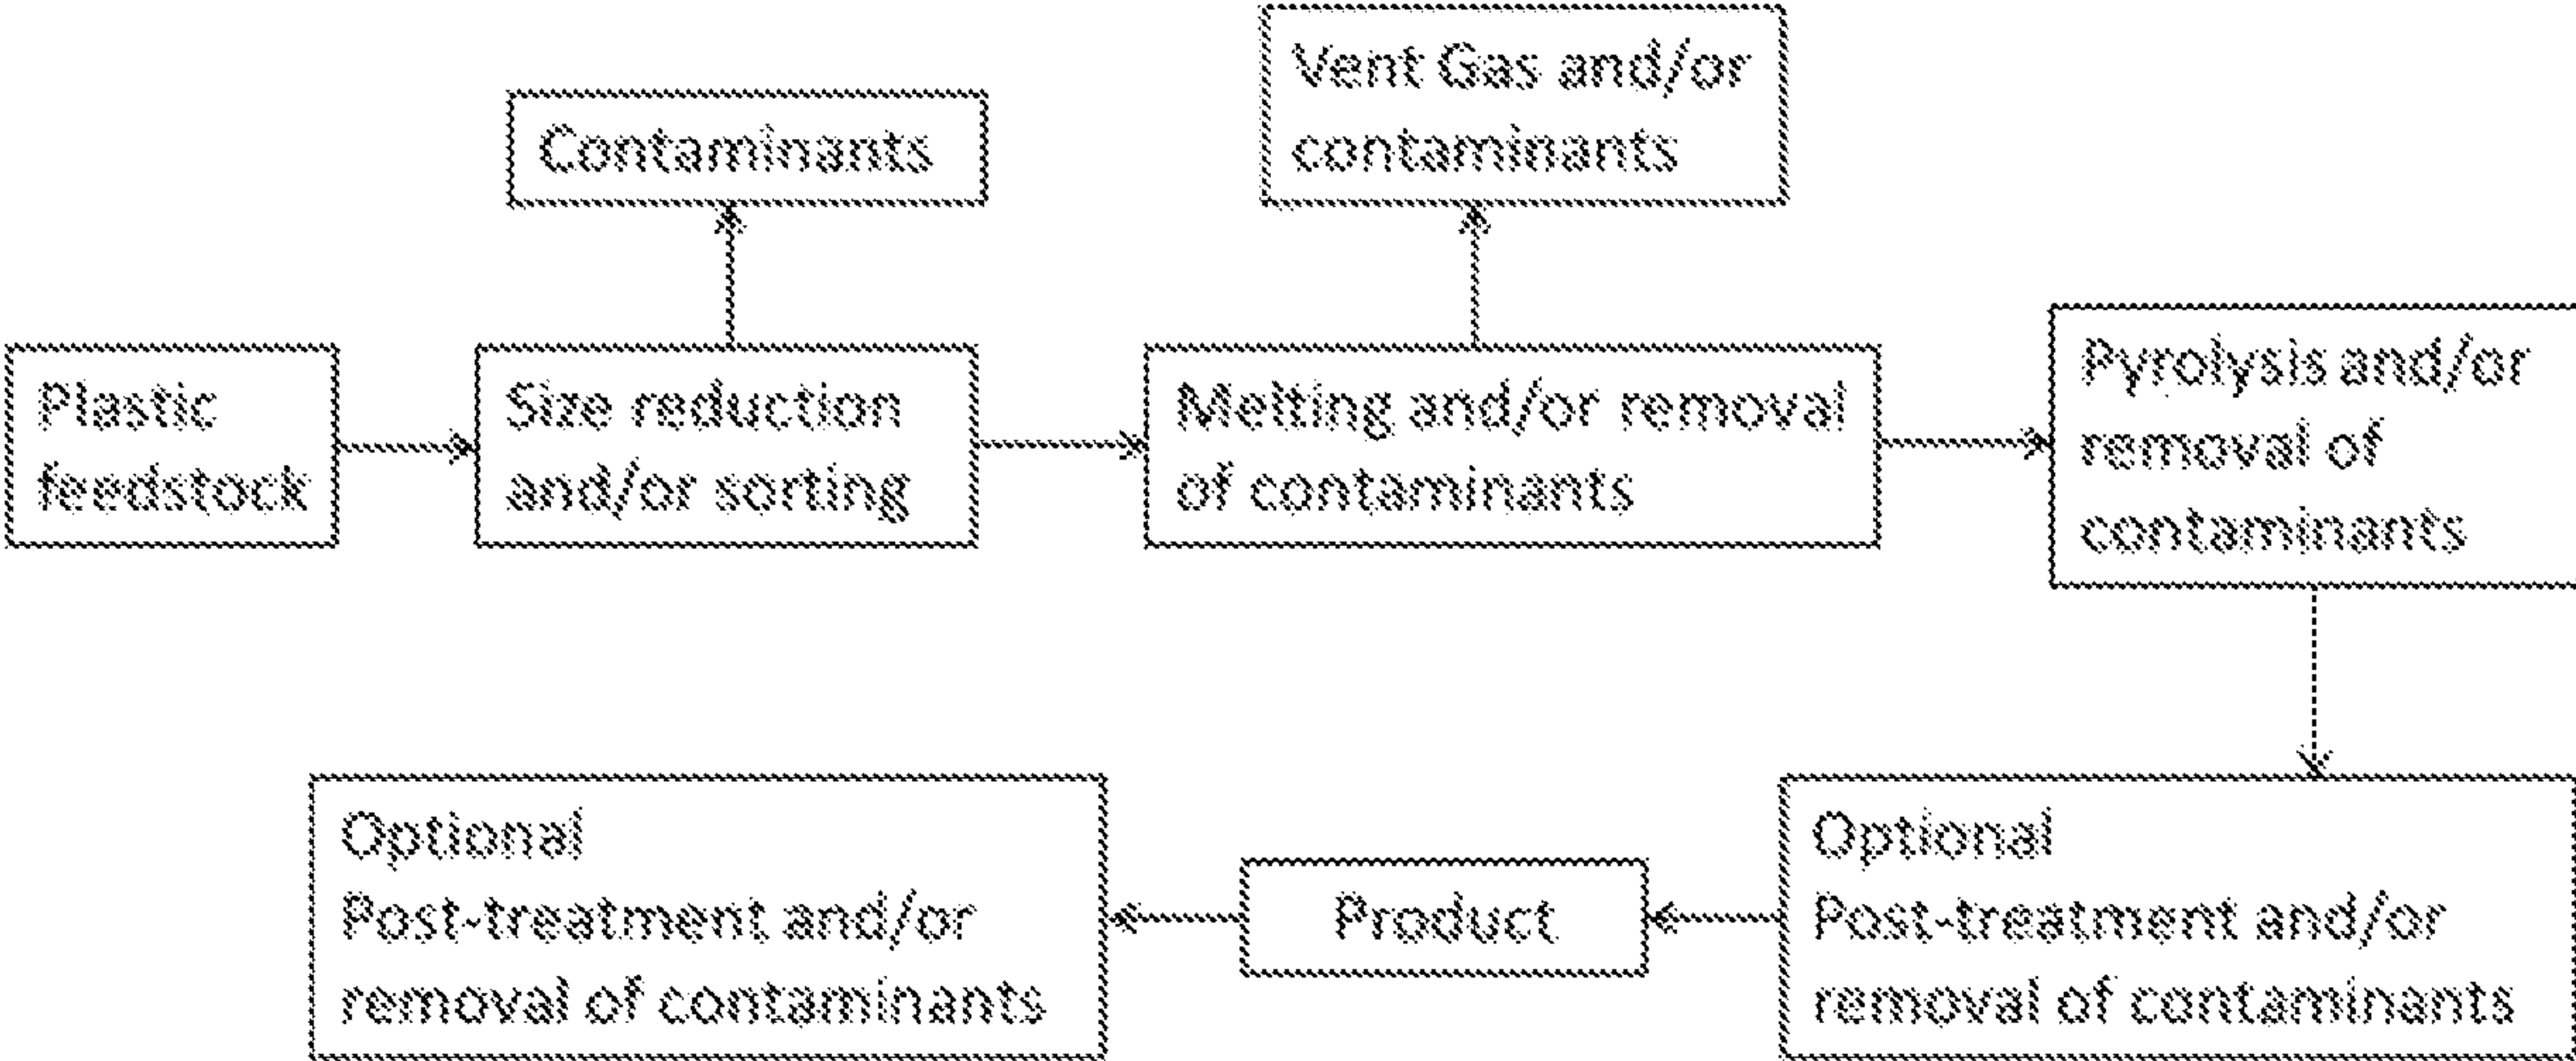 Vent Gas and/or
contaminants
Contaminants
Plastic
feedstock
Size reduction
and/or sorting
Melting and/or removal
of contaminants
Pyrolysis and/or
removal of
contaminants
Optional
Post-treatment and/or
removal of contaminants
Product
Optional
Post-treatment and/or
removal of contaminants